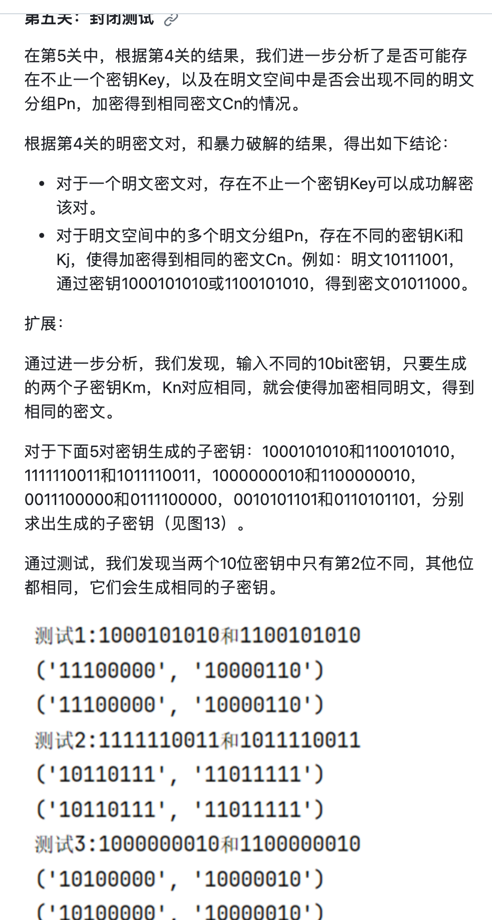 第五关：封闭测试
在第5关中，根据第4关的结果，我们进一步分析了是否可能存
在不止一个密钥Key，以及在明文空间中是否会出现不同的明文
分组Pn，加密得到相同密文Cn的情况。
根据第4关的明密文对，和暴力破解的结果，得出如下结论：
• 对于一个明文密文对，存在不止一个密钥Key可以成功解密
该对。
• 对于明文空间中的多个明文分组Pn，存在不同的密钥Ki和
Kj，使得加密得到相同的密文Cn。例如：明文10111001，
通过密钥1000101010或1100101010，得到密文01011000。
扩展：
通过进一步分析，我们发现，输入不同的10bit密钥，只要生成
的两个子密钥Km，Kn对应相同，就会使得加密相同明文，得到
相同的密文。
对于下面5对密钥生成的子密钥：1000101010和1100101010，
1111110011和1011110011，1000000010和1100000010，
0011100000和0111100000，0010101101和0110101101，分别
求出生成的子密钥（见图13）。
通过测试，我们发现当两个10位密钥中只有第2位不同，其他位
都相同，它们会生成相同的子密钥。
测试1:1000101010和1100101010
('11100000', '10000110')
('11100000', '10000110')
测试2:1111110011和1011110011
('10110111', '11011111')
('10110111', '11011111')
测试3:1000000010和1100000010
('10100000', '10000010')
('10100000', '10000010')